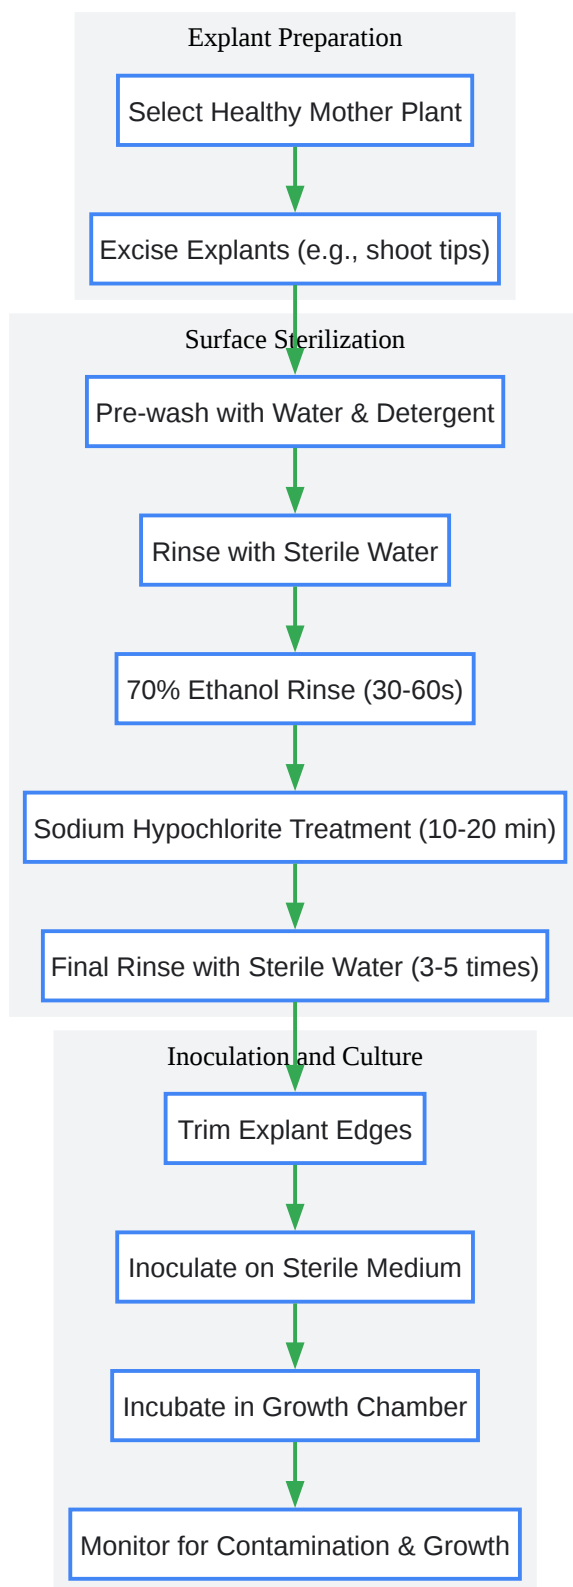 Explant Preparation
Select Healthy Mother Plant
Excise Explants (e.g., shoot tips)
Surface Sterilization
Pre-wash with Water & Detergent
Rinse with Sterile Water
70% Ethanol Rinse (30-60s)
Sodium Hypochlorite Treatment (10-20 min)
Final Rinse with Sterile Water (3-5 times)
Inoculation and Culture
Trim Explant Edges
Inoculate on Sterile Medium
Incubate in Growth Chamber
Monitor for Contamination & Growth